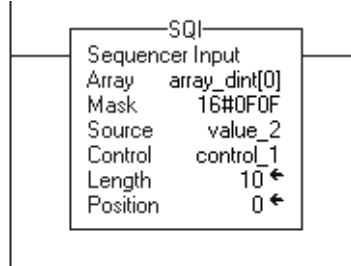 SQI
Sequencer Input
Array array_dint[0]
Mask 16#0F0F
Source value_2
Control control_1
Length 10
Position 0